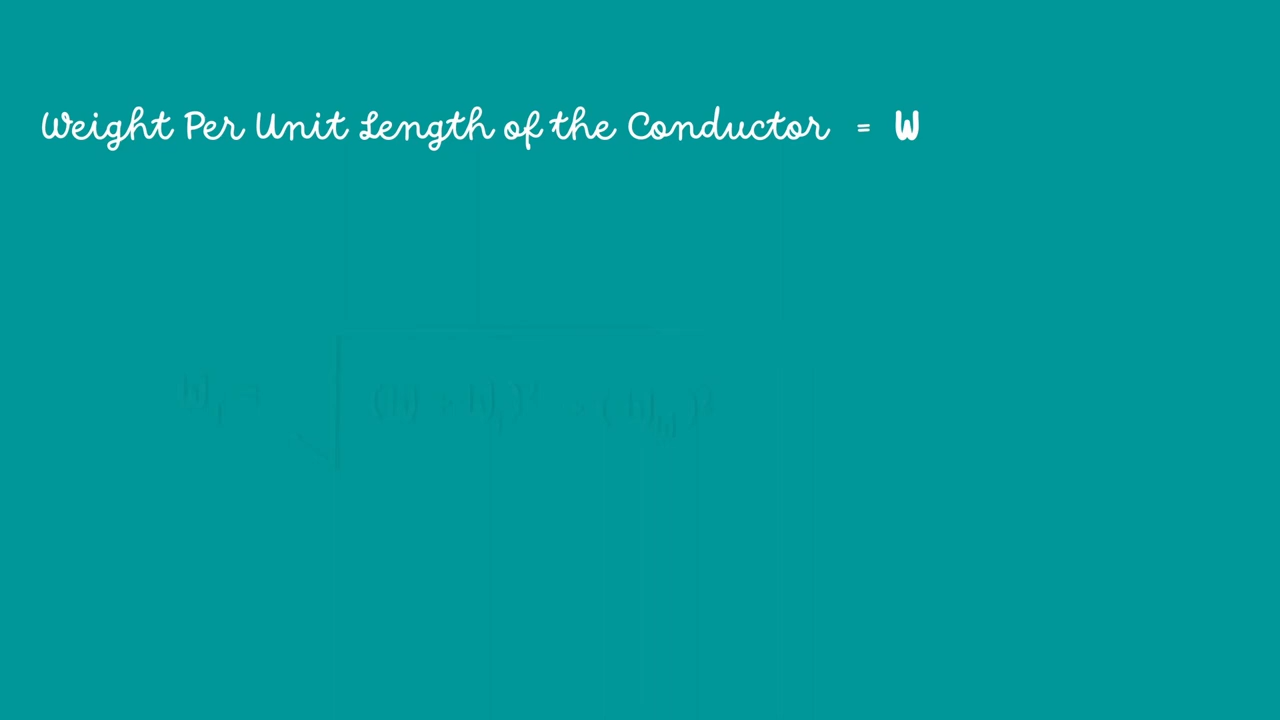 Weight Per Unit Length of the Conductor = W